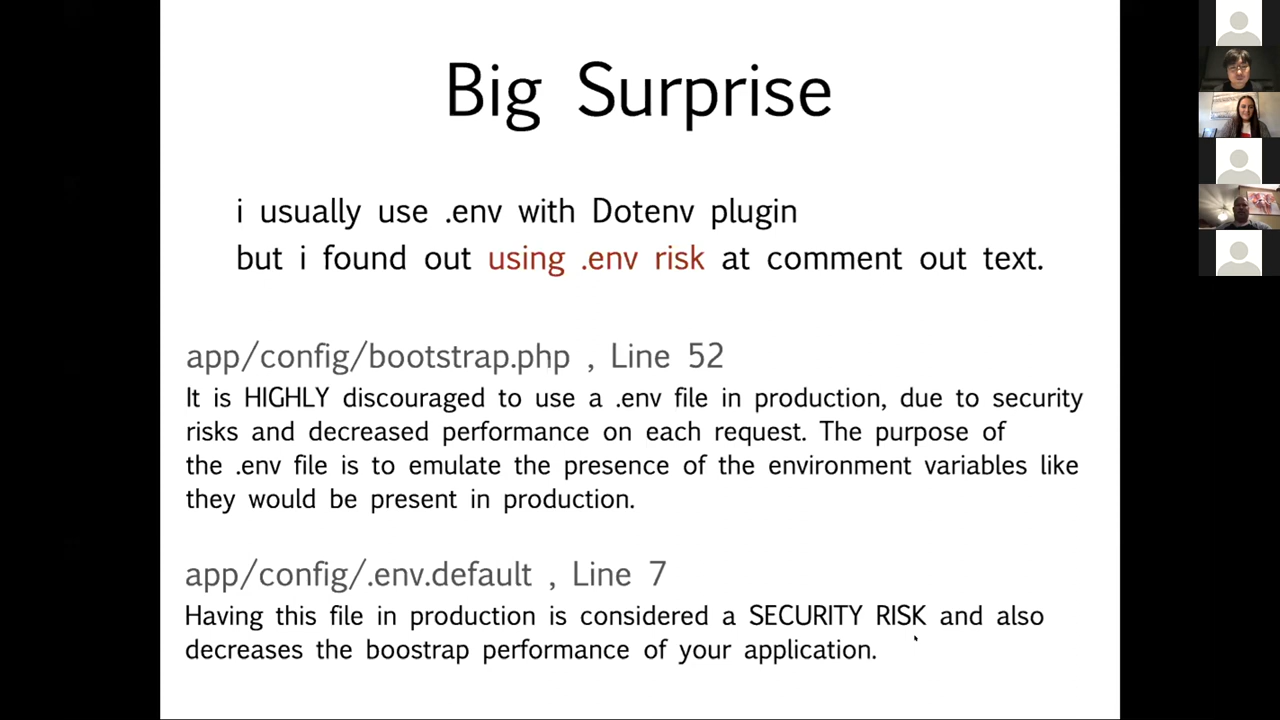 Big Surprise
i usually use .env with Dotenv plugin
but i found out using .env risk at comment out text.
app/config/bootstrap.php , Line 52
It is HIGHLY discouraged to use a .env file in production, due to security
risks and decreased performance on each request. The purpose of
the .env file is to emulate the presence of the environment variables like
they would be present in production.
app/config/.env.default , Line 7
Having this file in production is considered a SECURITY RISK and also
decreases the boostrap performance of your application.